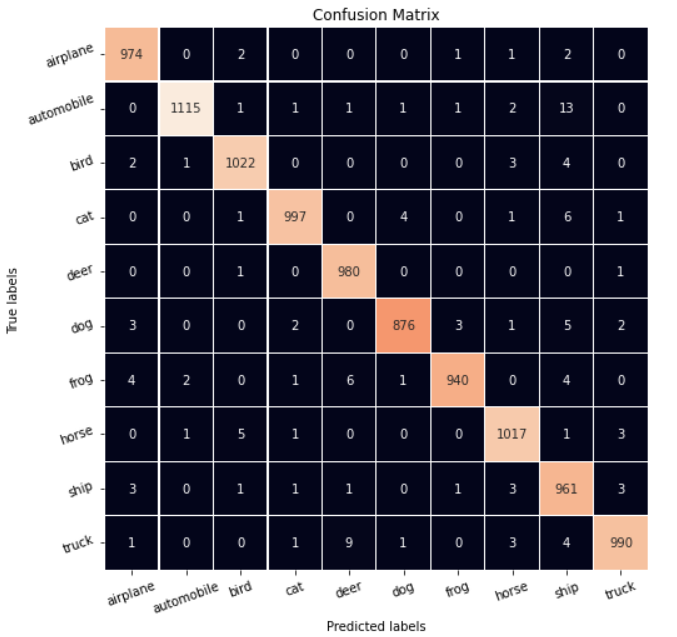 Confusion Matrix
airplane 974 0 2 0 0 0 1 1 2 0
automobile 0 1115 1 1 1 1 1 2 13 0
bird 2 1 1022 0 0 0 0 3 4 0
cat 0 0 1 997 0 4 0 1 6 1
deer 0 0 1 0 980 0 0 0 0 1
dog 3 0 0 2 0 876 3 1 5 2
frog 4 2 0 1 6 1 940 0 4 0
horse 0 1 5 1 0 0 0 1017 1 3
ship 3 0 1 1 1 0 1 3 961 3
truck 1 0 0 1 9 1 0 3 4 990
True labels
airplane automobile bird cat deer dog frog horse ship truck
Predicted labels